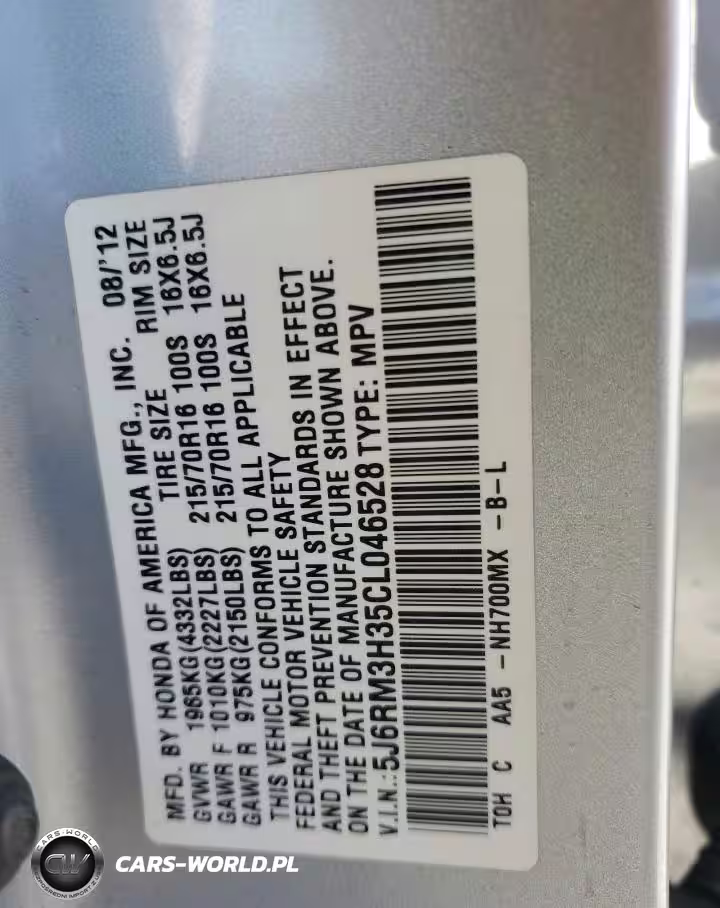 MFD. BY HONDA OF AMERICA MFG., INC. 08/'12
GVWR 1965KG(4332LBS) TIRE SIZE RIM SIZE
GAWR F 1010KG(2227LBS) 215/70R16 100S 16X6.5J
GAWR R 975KG(2150LBS) 215/70R16 100S 16X6.5J
THIS VEHICLE CONFORMS TO ALL APPLICABLE
FEDERAL MOTOR VEHICLE SAFETY
AND THEFT PREVENTION STANDARDS IN EFFECT
ON THE DATE OF MANUFACTURE SHOWN ABOVE.
V.I.N.:5J6RM3H35CL046528 TYPE: MPV
TOH C AA5 -NH700MX -B-L
CARS-WORLD
CW
CARS-WORLD.PL